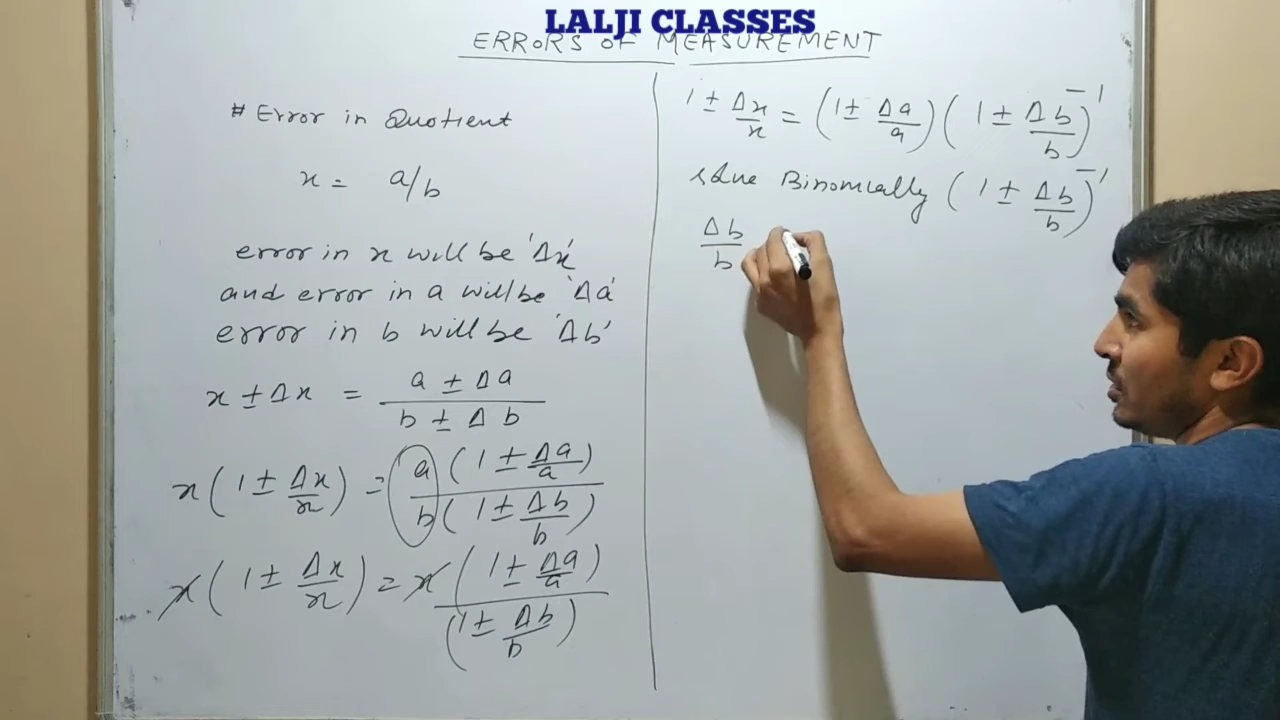 LALJI CLASSES
ERRORS OF MEASUREMENT
# Error in Quotient
x = a/b
error in x will be 'Δx'
and error in a will be 'Δa'
error in b will be 'Δb'
x ± Δx = (a ± Δa)/(b ± Δb)
x(1 ± Δx/x) = a(1 ± Δa/a)/b(1 ± Δb/b)
x(1 ± Δx/x) = x(1 ± Δa/a)/(1 ± Δb/b)
1 ± Δx/x = (1 ± Δa/a)(1 ± Δb/b)⁻¹
solve Binomially (1 ± Δb/b)⁻¹
Δb/b